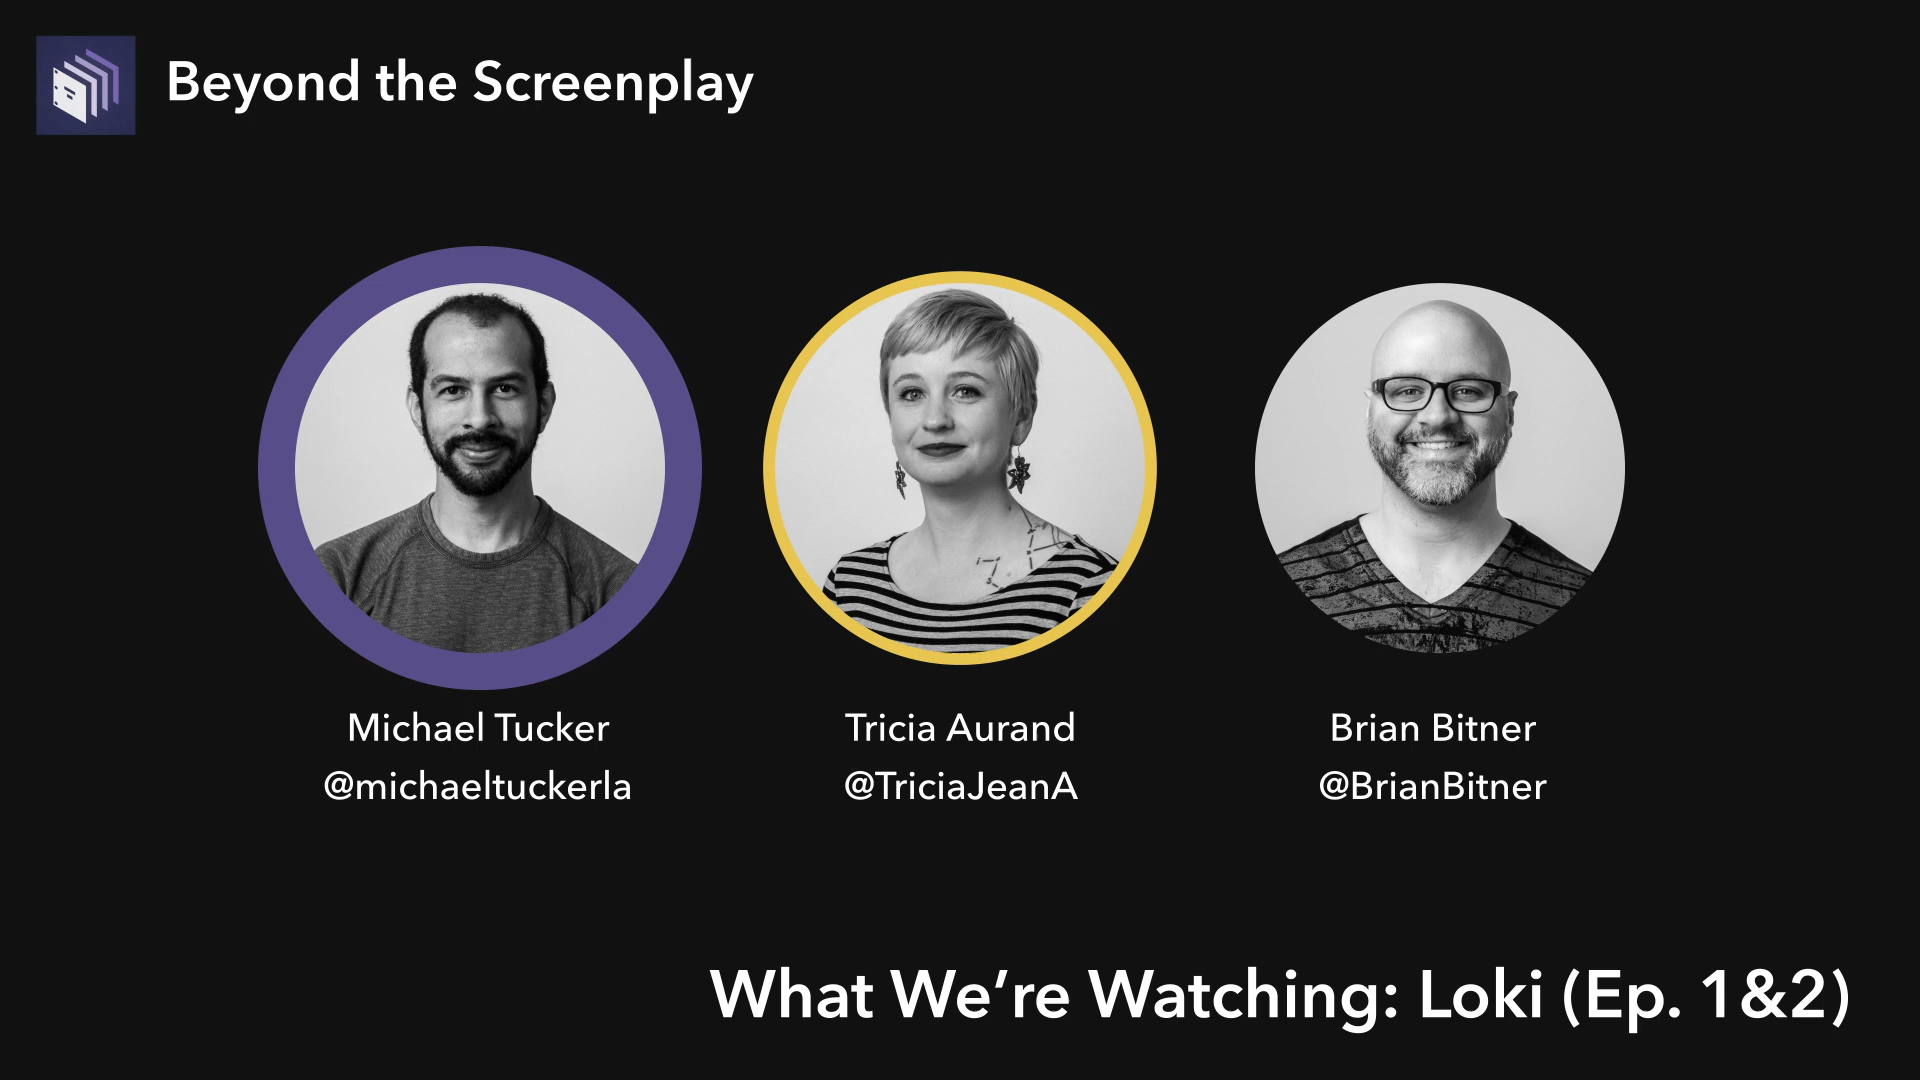 Beyond the Screenplay
Michael Tucker
@michaeltuckerla
Tricia Aurand
@TriciaJeanA
Brian Bitner
@BrianBitner
What We’re Watching: Loki (Ep. 1&2)